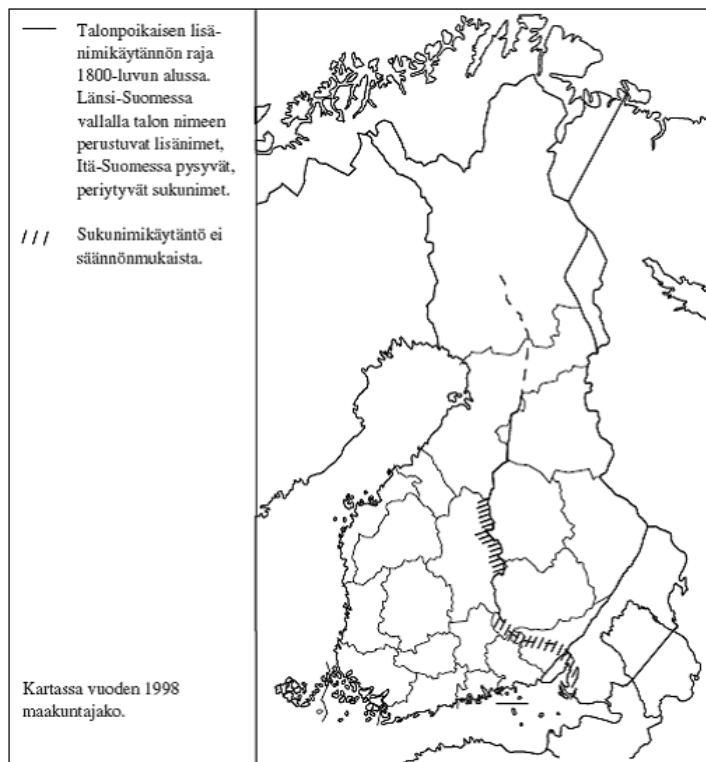 Talonpoikaisen lisä-
nimikäytännön raja
1800-luvun alussa.
Länsi-Suomessa
vallalla talon nimeen
perustuvat lisänimet,
Itä-Suomessa pysyvät,
periytyvät sukunimet.
Sukunimikäytäntö ei
säännönmukaista.
Kartassa vuoden 1998
maakuntajako.